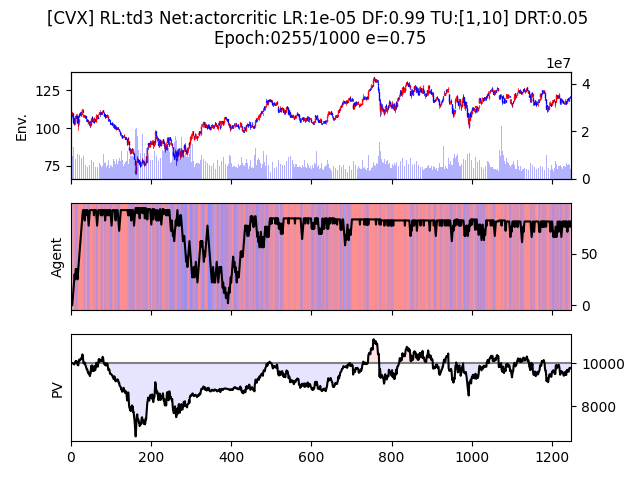 [CVX] RL:td3 Net:actorcritic LR:1e-05 DF:0.99 TU:[1,10] DRT:0.05
Epoch:0255/1000 e=0.75
1e7
Env.
125
100
75
4
2
0
Agent
50
0
PV
10000
8000
0
200
400
600
800
1000
1200